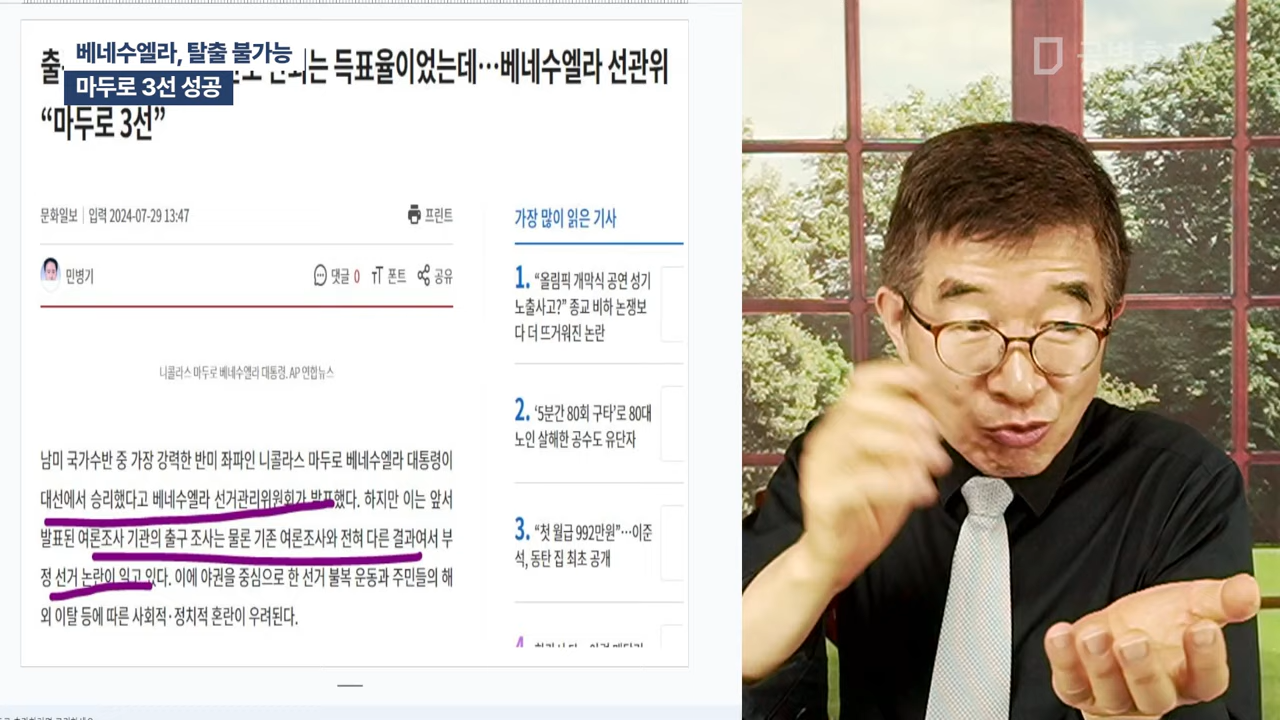 베네수엘라, 탈출 불가능
마두로 3선 성공
출
는 득표율이었는데…베네수엘라 선관위
“마두로 3선”
문화일보 | 입력 2024-07-29 13:47
프린트
민병기
댓글 0
폰트
공유
니콜라스 마두로 베네수엘라 대통령. AP 연합뉴스
남미 국가수반 중 가장 강력한 반미 좌파인 니콜라스 마두로 베네수엘라 대통령이
대선에서 승리했다고 베네수엘라 선거관리위원회가 발표했다. 하지만 이는 앞서
발표된 여론조사 기관의 출구 조사는 물론 기존 여론조사와 전혀 다른 결과여서 부
정 선거 논란이 일고 있다. 이에 야권을 중심으로 한 선거 불복 운동과 주민들의 해
외 이탈 등에 따른 사회적·정치적 혼란이 우려된다.
가장 많이 읽은 기사
1. “올림픽 개막식 공연 성기
노출사고?” 종교 비하 논쟁보
다 더 뜨거워진 논란
2. ‘5분간 80회 구타’로 80대
노인 살해한 공수도 유단자
3. “첫 월급 992만원”…이준
석, 동탄 집 최초 공개
4